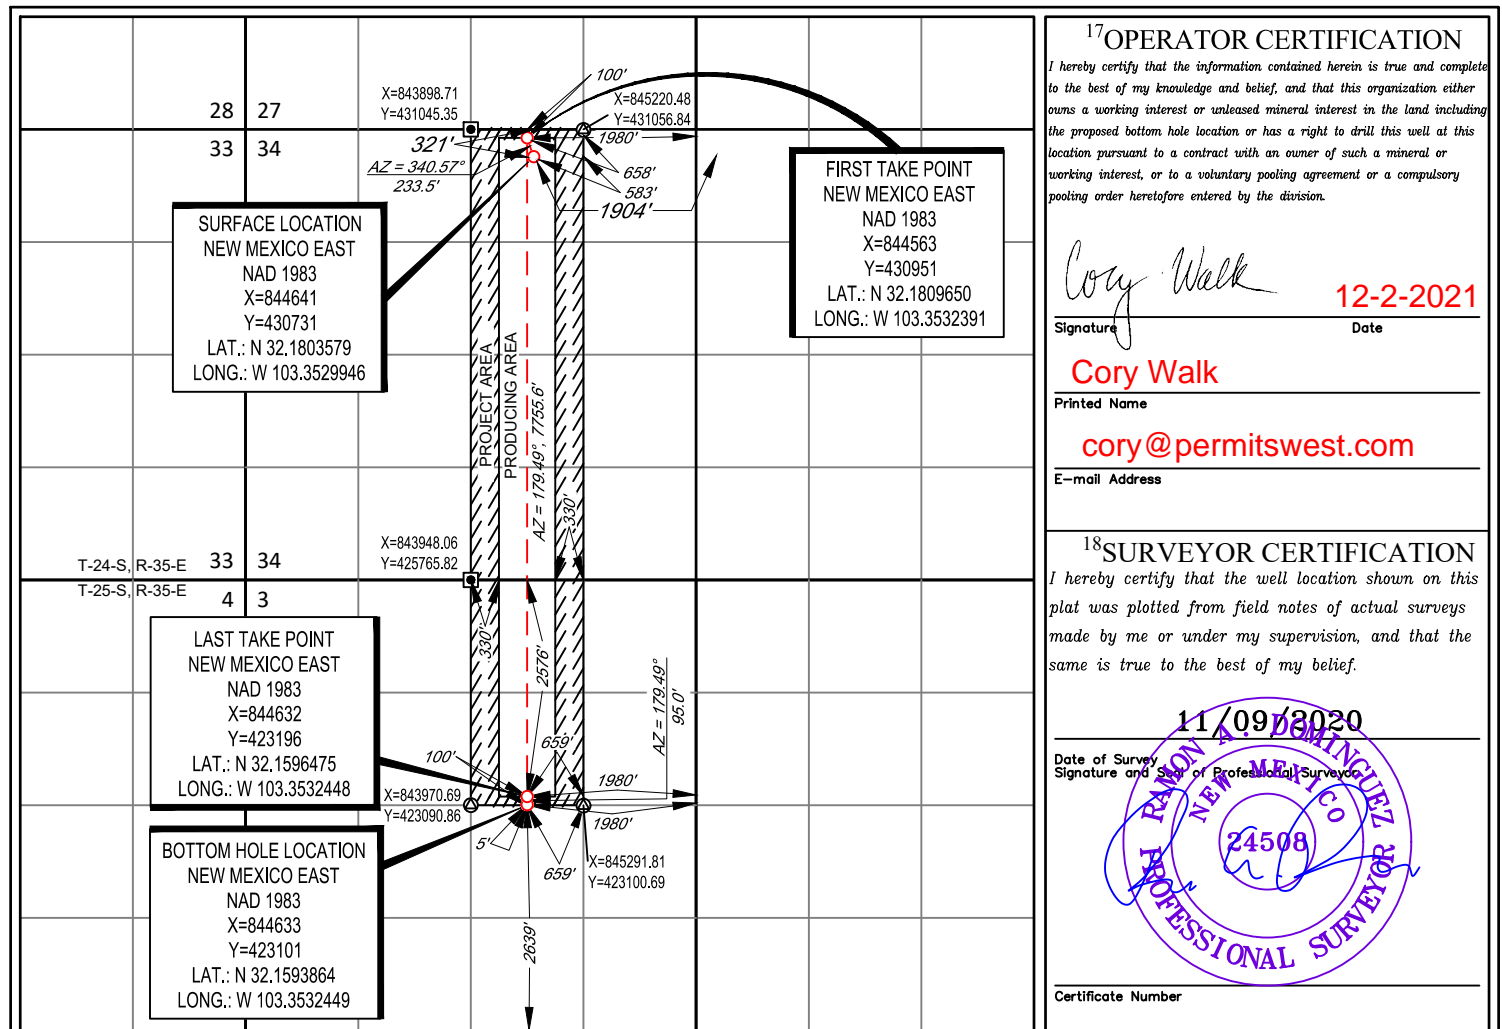 28 27
33 34
X=843898.71
Y=431045.35
100'
X=845220.48
Y=431056.84
1980'
321'
AZ = 340.57°
233.5'
658'
583'
1904'
SURFACE LOCATION
NEW MEXICO EAST
NAD 1983
X=844641
Y=430731
LAT.: N 32.1803579
LONG.: W 103.3529946
FIRST TAKE POINT
NEW MEXICO EAST
NAD 1983
X=844563
Y=430951
LAT.: N 32.1809650
LONG.: W 103.3532391
PROJECT AREA
PRODUCING AREA
AZ = 179.49°, 7755.6'
330'
X=843948.06
Y=425765.82
T-24-S, R-35-E 33 34
T-25-S, R-35-E 4 3
330'
2576'
LAST TAKE POINT
NEW MEXICO EAST
NAD 1983
X=844632
Y=423196
LAT.: N 32.1596475
LONG.: W 103.3532448
AZ = 179.49°
95.0'
659'
100'
1980'
X=843970.69
Y=423090.86
1980'
5'
659'
X=845291.81
Y=423100.69
BOTTOM HOLE LOCATION
NEW MEXICO EAST
NAD 1983
X=844633
Y=423101
LAT.: N 32.1593864
LONG.: W 103.3532449
2639'
17 OPERATOR CERTIFICATION
I hereby certify that the information contained herein is true and complete
to the best of my knowledge and belief, and that this organization either
owns a working interest or unleased mineral interest in the land including
the proposed bottom hole location or has a right to drill this well at this
location pursuant to a contract with an owner of such a mineral or
working interest, or to a voluntary pooling agreement or a compulsory
pooling order heretofore entered by the division.
Cory Walk
12-2-2021
Signature Date
Cory Walk
Printed Name
cory@permitswest.com
E-mail Address
18 SURVEYOR CERTIFICATION
I hereby certify that the well location shown on this
plat was plotted from field notes of actual surveys
made by me or under my supervision, and that the
same is true to the best of my belief.
11/09/2020
Date of Survey
Signature and Seal of Professional Surveyor
RAMON A. DOMINGUEZ
NEW MEXICO
24508
PROFESSIONAL SURVEYOR
Certificate Number